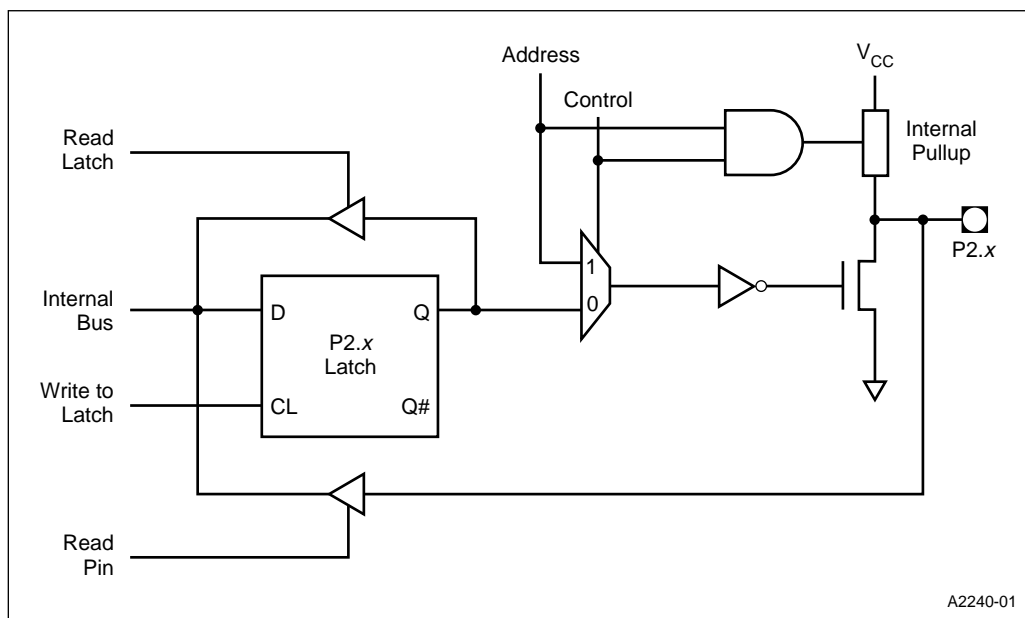 Address
Control
V_CC
Internal
Pullup
Read
Latch
P2.x
1
0
Internal
Bus
D
Q
P2.x
Latch
Write to
Latch
CL
Q#
Read
Pin
A2240-01